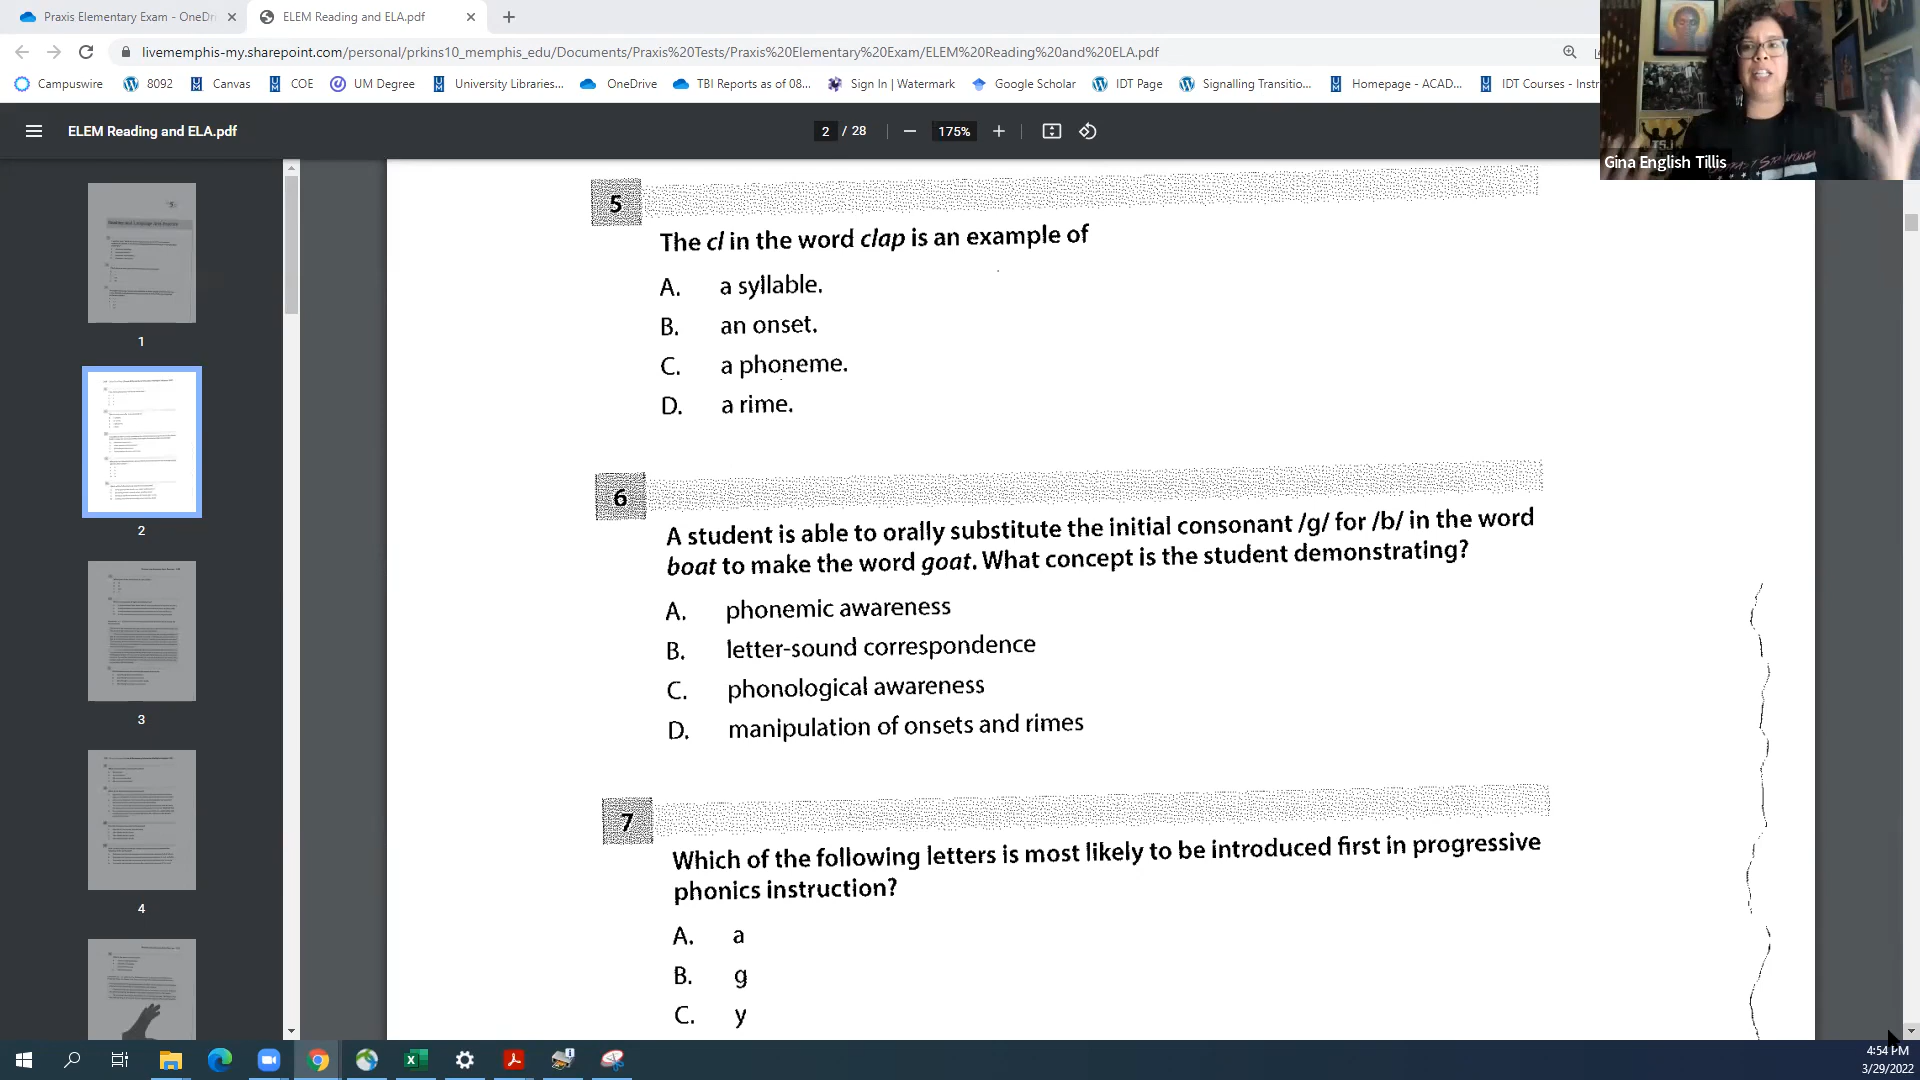 Praxis Elementary Exam - OneDri
ELEM Reading and ELA.pdf
livememphis-my.sharepoint.com/personal/prkins10_memphis_edu/Documents/Praxis%20Tests/Praxis%20Elementary%20Exam/ELEM%20Reading%20and%20ELA.pdf
Campuswire 8092 Canvas COE UM Degree University Libraries... OneDrive TBI Reports as of 08... Sign In | Watermark Google Scholar IDT Page Signalling Transitio... Homepage - ACAD... IDT Courses - Instr
Gina English Tillis
ELEM Reading and ELA.pdf
2 / 28
175%
1
2
3
4
5
The cl in the word clap is an example of
A. a syllable.
B. an onset.
C. a phoneme.
D. a rime.
6
A student is able to orally substitute the initial consonant /g/ for /b/ in the word
boat to make the word goat. What concept is the student demonstrating?
A. phonemic awareness
B. letter-sound correspondence
C. phonological awareness
D. manipulation of onsets and rimes
7
Which of the following letters is most likely to be introduced first in progressive
phonics instruction?
A. a
B. g
C. y
4:54 PM
3/29/2022